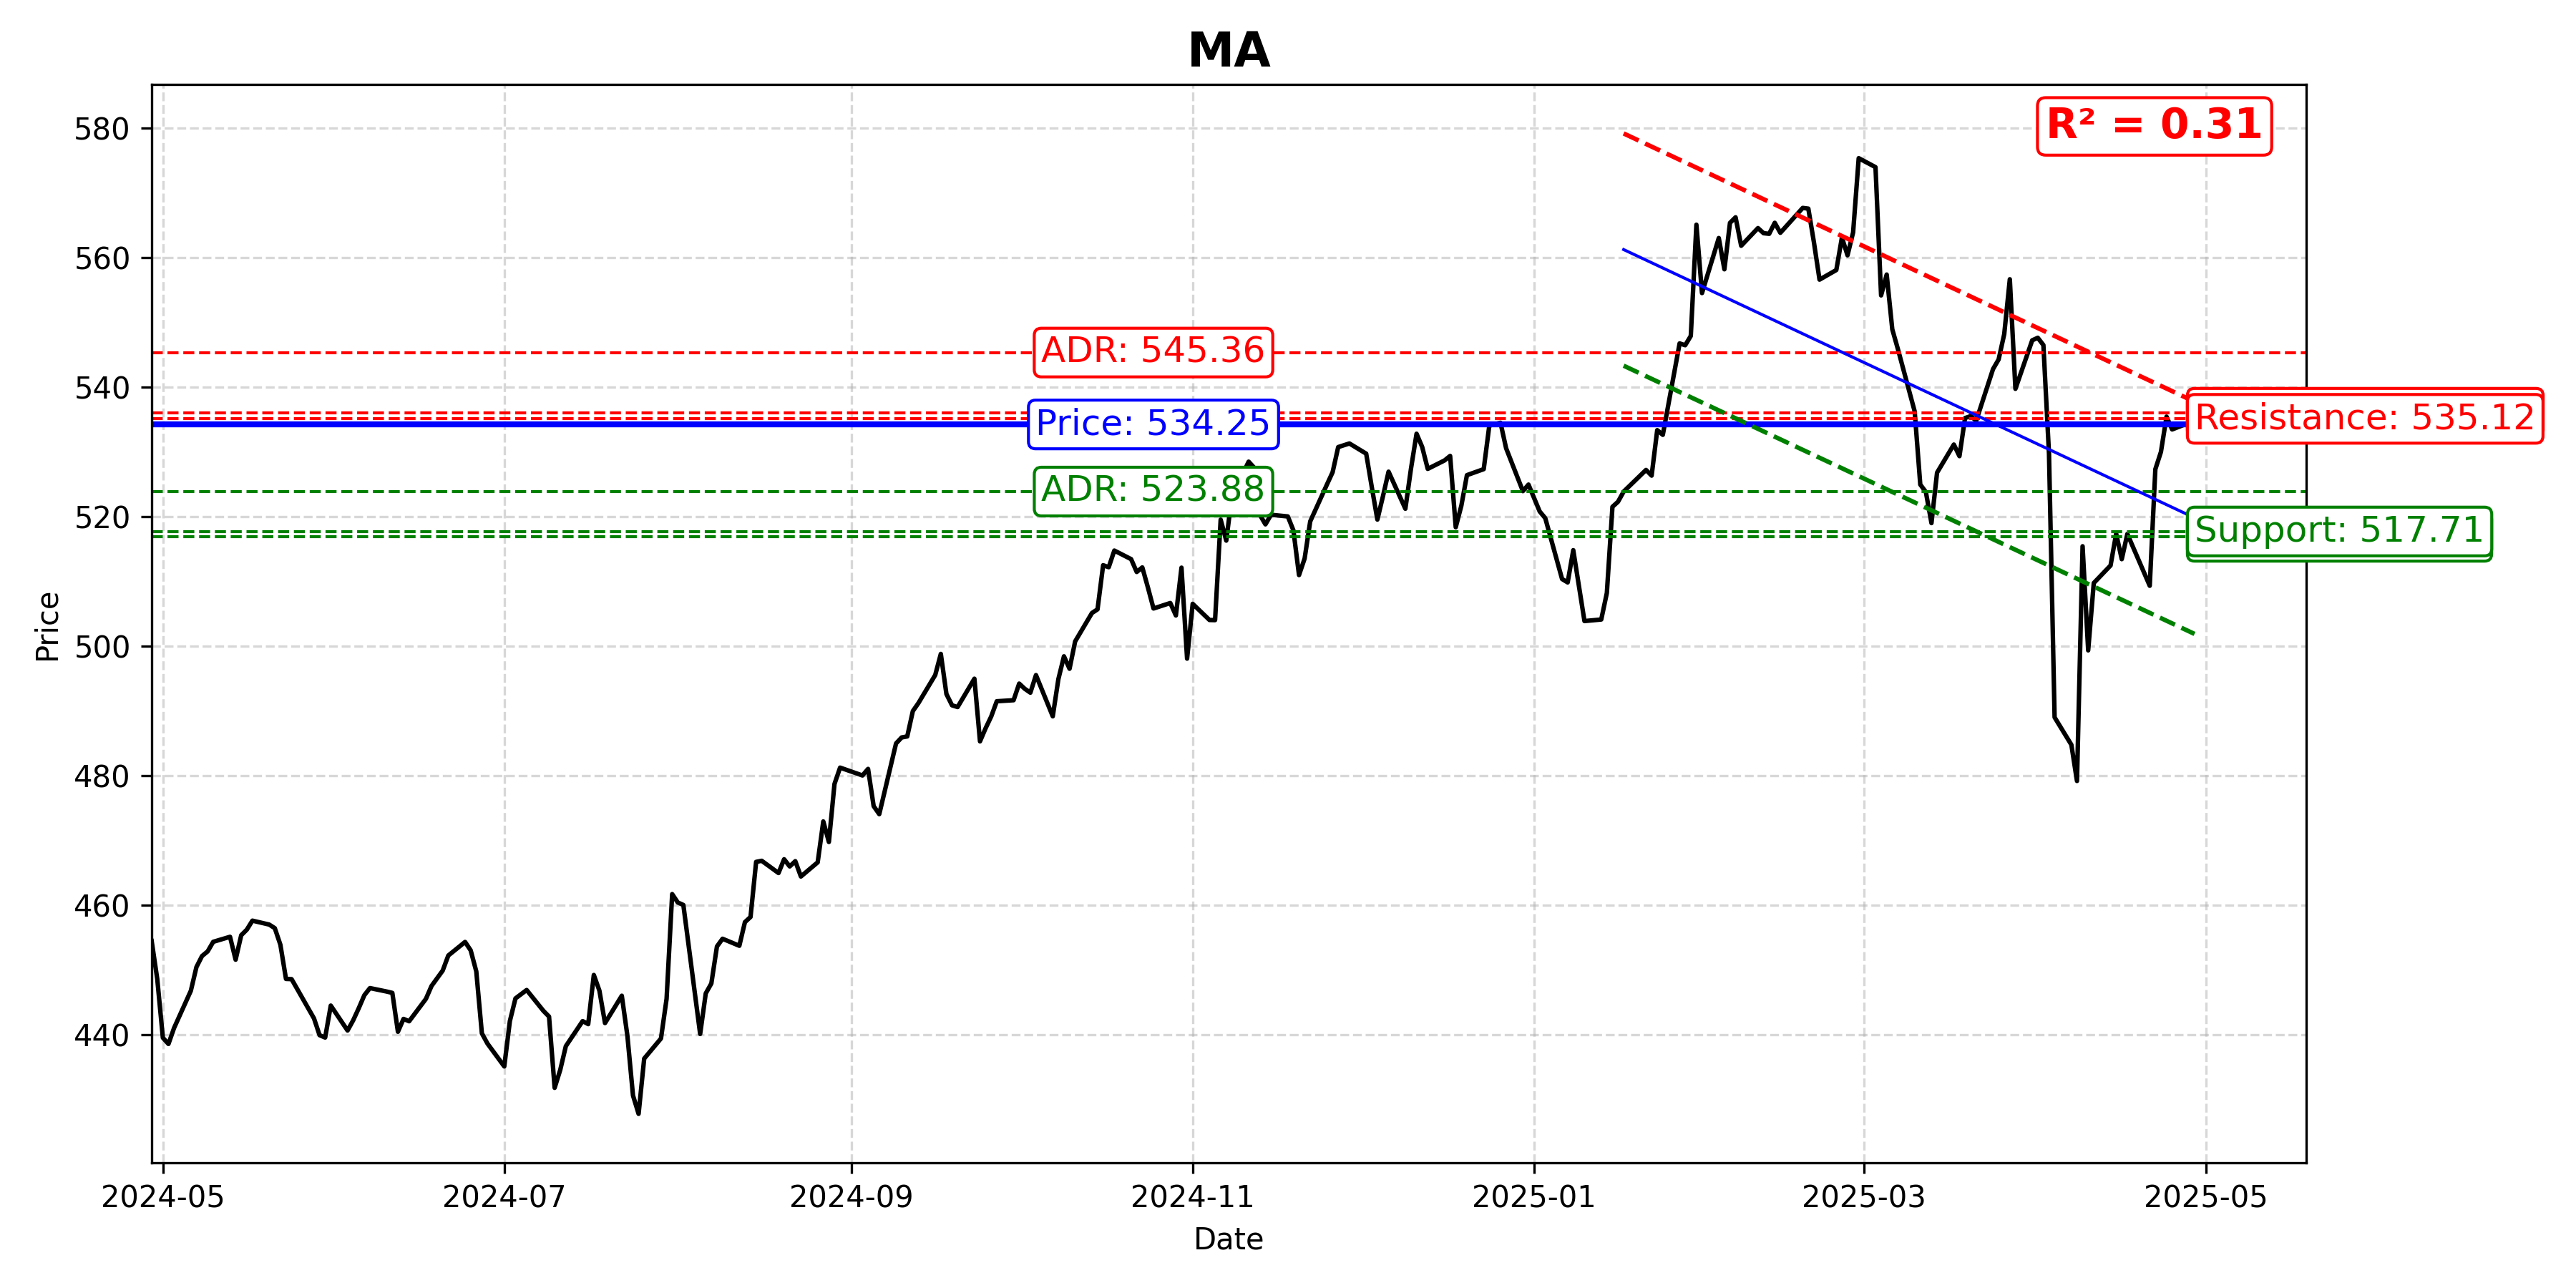 MA
R² = 0.31
580
560
540
520
500
480
460
440
Price
ADR: 545.36
Price: 534.25
ADR: 523.88
Resistance: 535.12
Support: 517.71
2024-05
2024-07
2024-09
2024-11
2025-01
2025-03
2025-05
Date